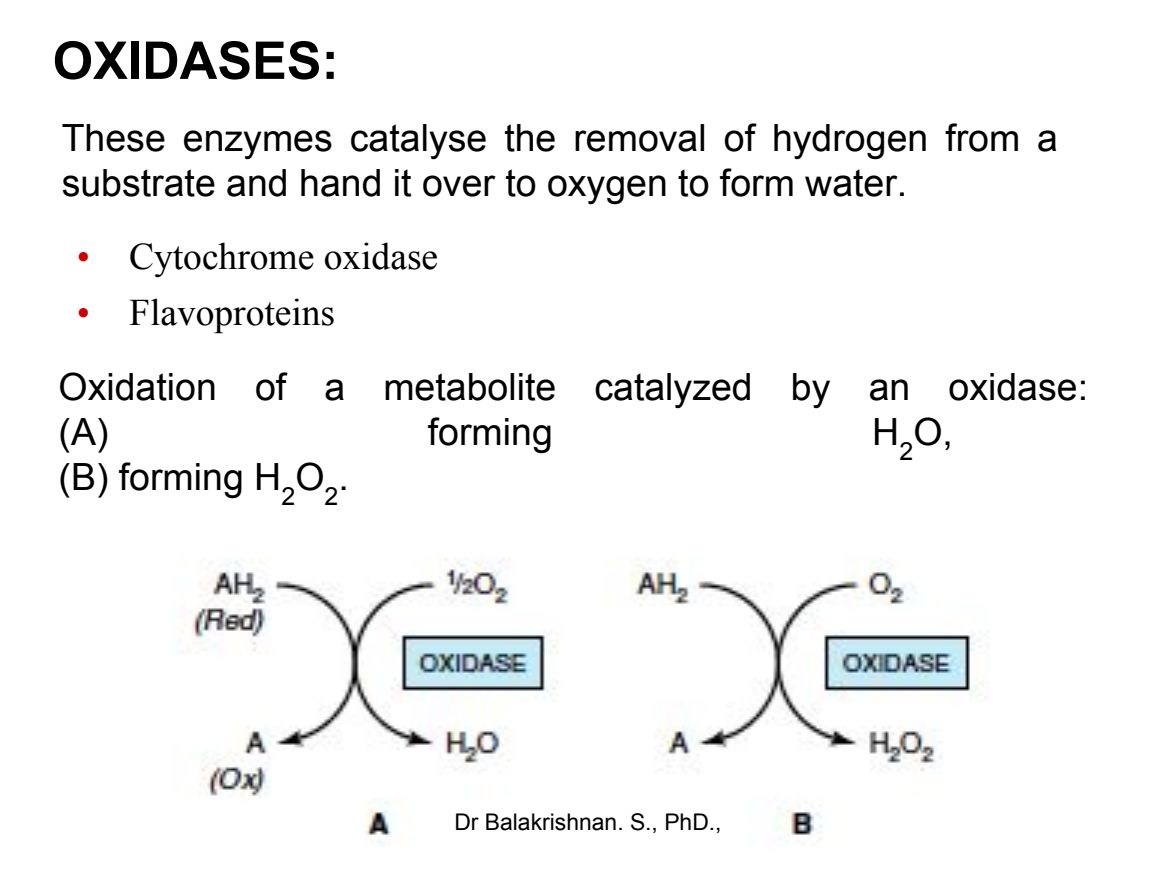 OXIDASES:
These enzymes catalyse the removal of hydrogen from a
substrate and hand it over to oxygen to form water.
• Cytochrome oxidase
• Flavoproteins
Oxidation of a metabolite catalyzed by an oxidase:
(A) forming H₂O,
(B) forming H₂O₂.
AH₂ ½O₂ AH₂ O₂
(Red)
OXIDASE OXIDASE
A H₂O A H₂O₂
(Ox)
A Dr Balakrishnan. S., PhD., B